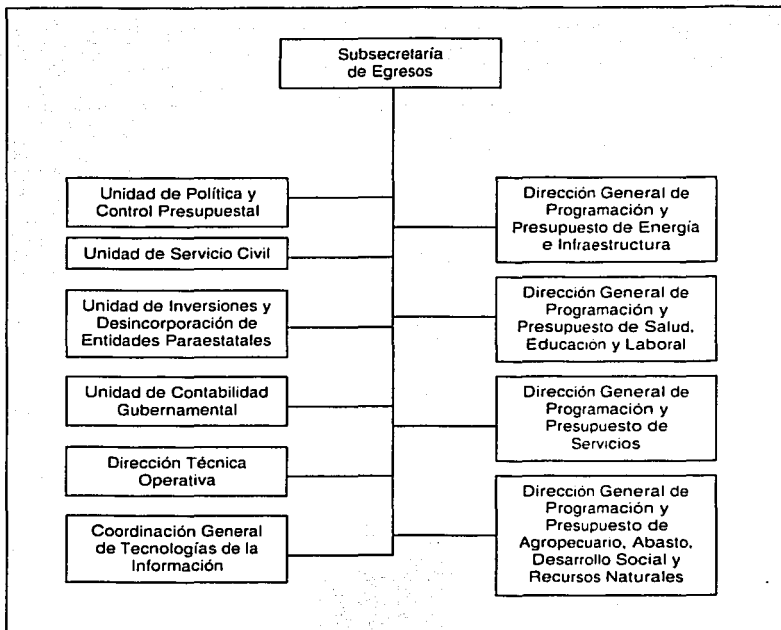 Subsecretaría
de Egresos
Unidad de Política y
Control Presupuestal
Unidad de Servicio Civil
Unidad de Inversiones y
Desincorporación de
Entidades Paraestatales
Unidad de Contabilidad
Gubernamental
Dirección Técnica
Operativa
Coordinación General
de Tecnologías de la
Información
Dirección General de
Programación y
Presupuesto de Energía
e Infraestructura
Dirección General de
Programación y
Presupuesto de Salud,
Educación y Laboral
Dirección General de
Programación y
Presupuesto de
Servicios
Dirección General de
Programación y
Presupuesto de
Agropecuario, Abasto,
Desarrollo Social y
Recursos Naturales